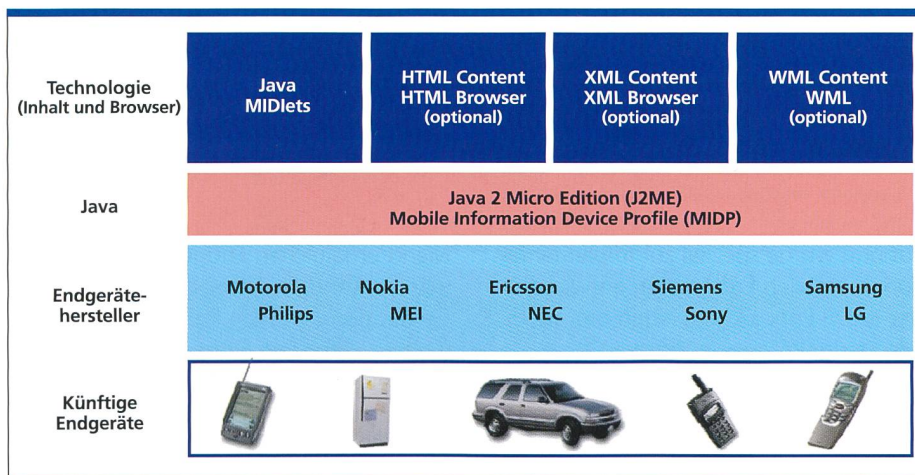 Technologie
(Inhalt und Browser)
Java
MIDlets
HTML Content
HTML Browser
(optional)
XML Content
XML Browser
(optional)
WML Content
WML
(optional)
Java
Java 2 Micro Edition (J2ME)
Mobile Information Device Profile (MIDP)
Endgeräte-
hersteller
Motorola Nokia Ericsson Siemens Samsung
Philips MEI NEC Sony LG
Künftige
Endgeräte